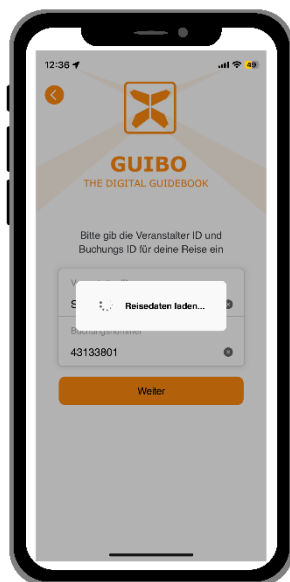 12:36
49
GUIBO
THE DIGITAL GUIDEBOOK
Bitte gib die Veranstalter ID und
Buchungs ID für deine Reise ein
Reisedaten laden...
Buchungsnummer
43133801
Weiter